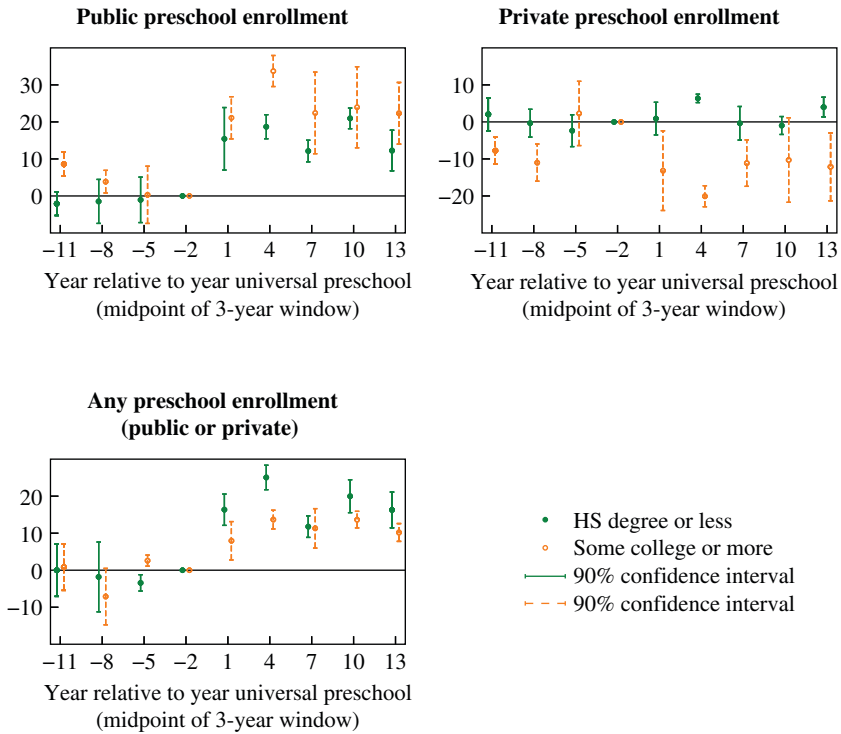 Public preschool enrollment
30
20
10
0
−11 −8 −5 −2 1 4 7 10 13
Year relative to year universal preschool
(midpoint of 3-year window)
Private preschool enrollment
10
0
−10
−20
−11 −8 −5 −2 1 4 7 10 13
Year relative to year universal preschool
(midpoint of 3-year window)
Any preschool enrollment
(public or private)
20
10
0
−10
−11 −8 −5 −2 1 4 7 10 13
Year relative to year universal preschool
(midpoint of 3-year window)
HS degree or less
Some college or more
90% confidence interval
90% confidence interval